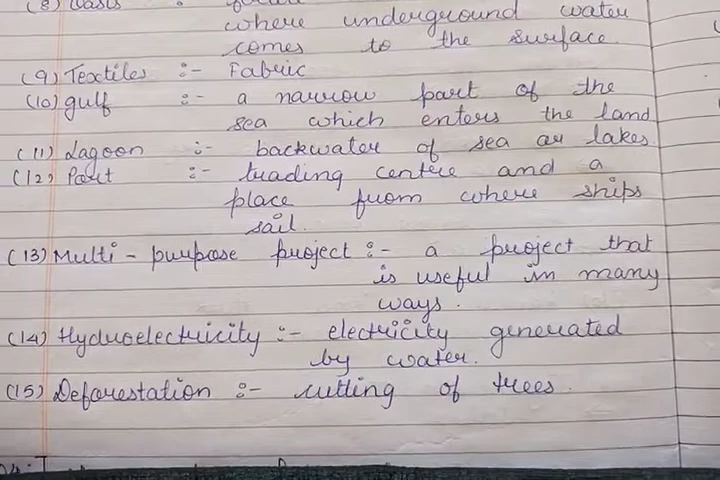 (8) Oasis :
where underground water
comes to the surface
(9) Textiles :- Fabric
(10) gulf :- a narrow part of the
sea which enters the land
(11) Lagoon :- backwater of sea or lakes
(12) Port :- trading centre and a
place from where ships
sail.
(13) Multi-purpose project :- a project that
is useful in many
ways.
(14) Hydroelectricity :- electricity generated
by water.
(15) Deforestation :- cutting of trees.